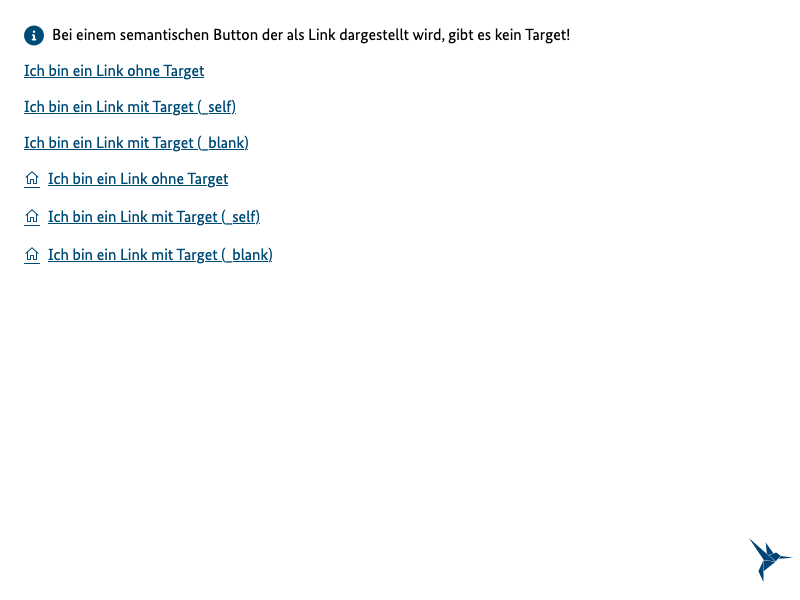 Bei einem semantischen Button der als Link dargestellt wird, gibt es kein Target!
Ich bin ein Link ohne Target
Ich bin ein Link mit Target (_self)
Ich bin ein Link mit Target (_blank)
Ich bin ein Link ohne Target
Ich bin ein Link mit Target (_self)
Ich bin ein Link mit Target (_blank)